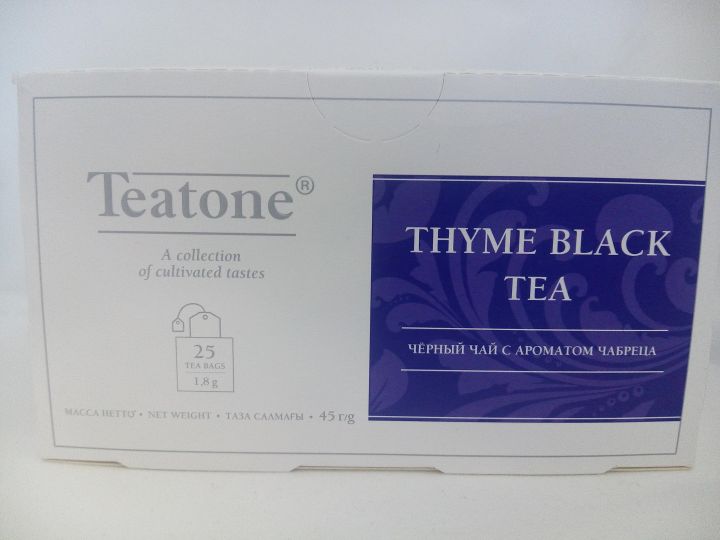 Teatone®
A collection
of cultivated tastes
25
TEA BAGS
1,8 g
МАССА НЕТТО • NET WEIGHT • ТАЗА САЛМАҒЫ • 45 г/g
THYME BLACK
TEA
ЧЁРНЫЙ ЧАЙ С АРОМАТОМ ЧАБРЕЦА